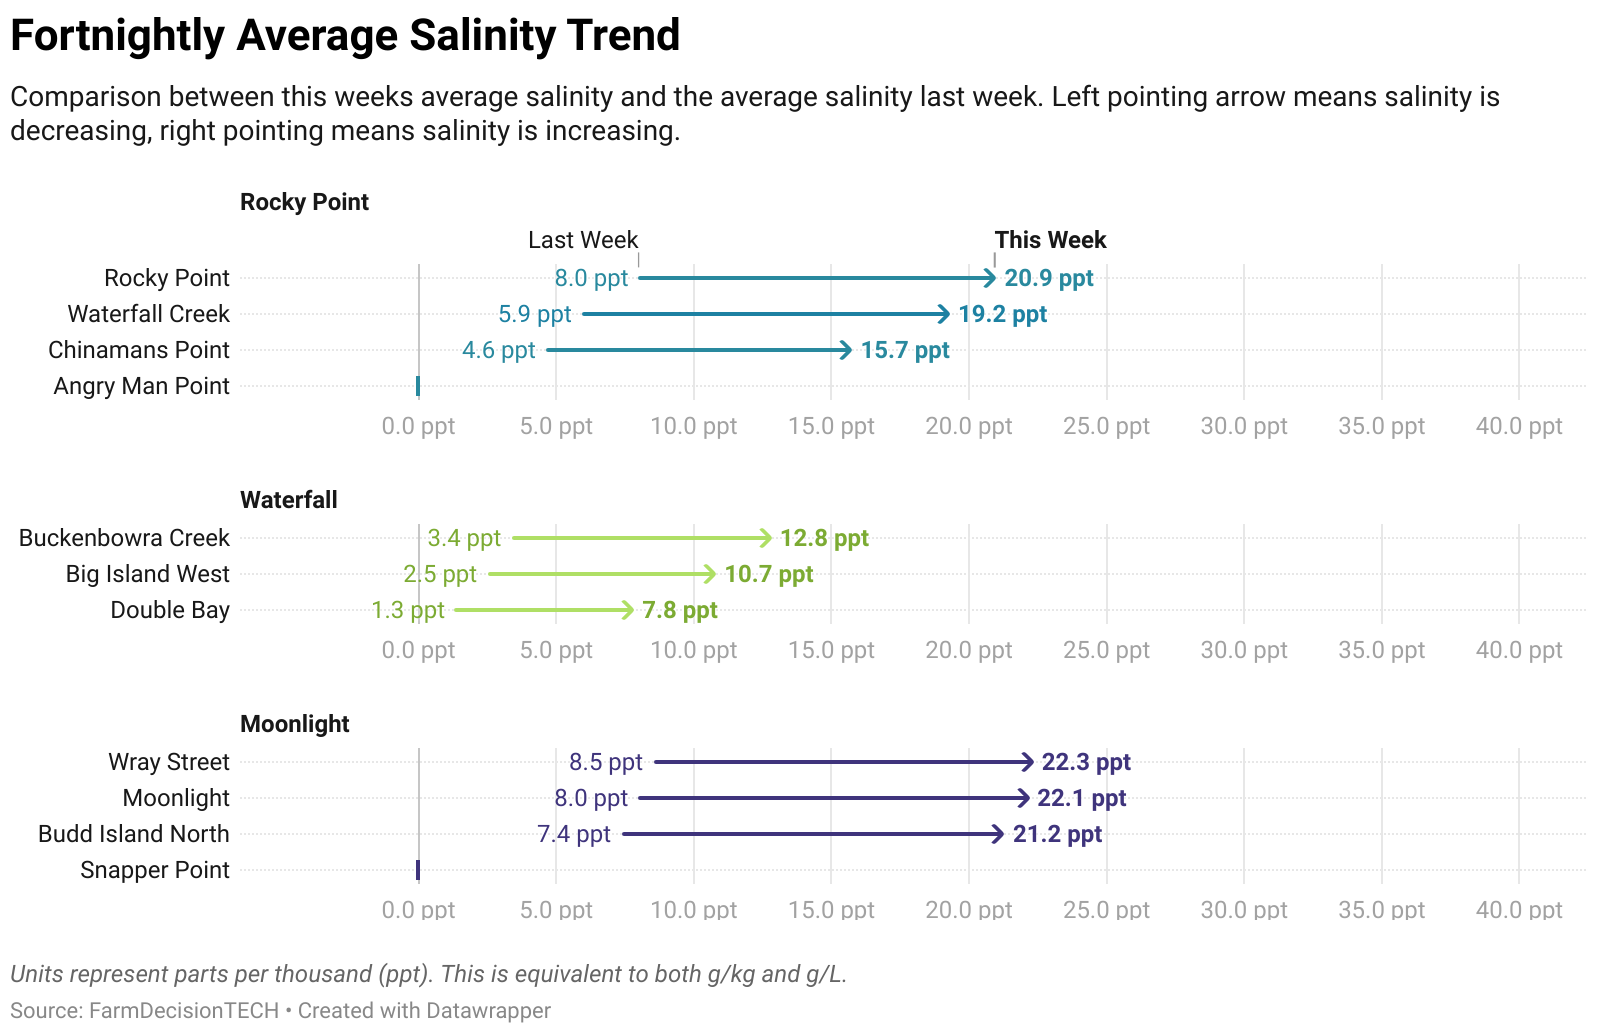 Fortnightly Average Salinity Trend
Comparison between this weeks average salinity and the average salinity last week. Left pointing arrow means salinity is
decreasing, right pointing means salinity is increasing.
Rocky Point
Last Week This Week
Rocky Point 8.0 ppt 20.9 ppt
Waterfall Creek 5.9 ppt 19.2 ppt
Chinamans Point 4.6 ppt 15.7 ppt
Angry Man Point
0.0 ppt 5.0 ppt 10.0 ppt 15.0 ppt 20.0 ppt 25.0 ppt 30.0 ppt 35.0 ppt 40.0 ppt
Waterfall
Buckenbowra Creek 3.4 ppt 12.8 ppt
Big Island West 2.5 ppt 10.7 ppt
Double Bay 1.3 ppt 7.8 ppt
0.0 ppt 5.0 ppt 10.0 ppt 15.0 ppt 20.0 ppt 25.0 ppt 30.0 ppt 35.0 ppt 40.0 ppt
Moonlight
Wray Street 8.5 ppt 22.3 ppt
Moonlight 8.0 ppt 22.1 ppt
Budd Island North 7.4 ppt 21.2 ppt
Snapper Point
0.0 ppt 5.0 ppt 10.0 ppt 15.0 ppt 20.0 ppt 25.0 ppt 30.0 ppt 35.0 ppt 40.0 ppt
Units represent parts per thousand (ppt). This is equivalent to both g/kg and g/L.
Source: FarmDecisionTECH • Created with Datawrapper